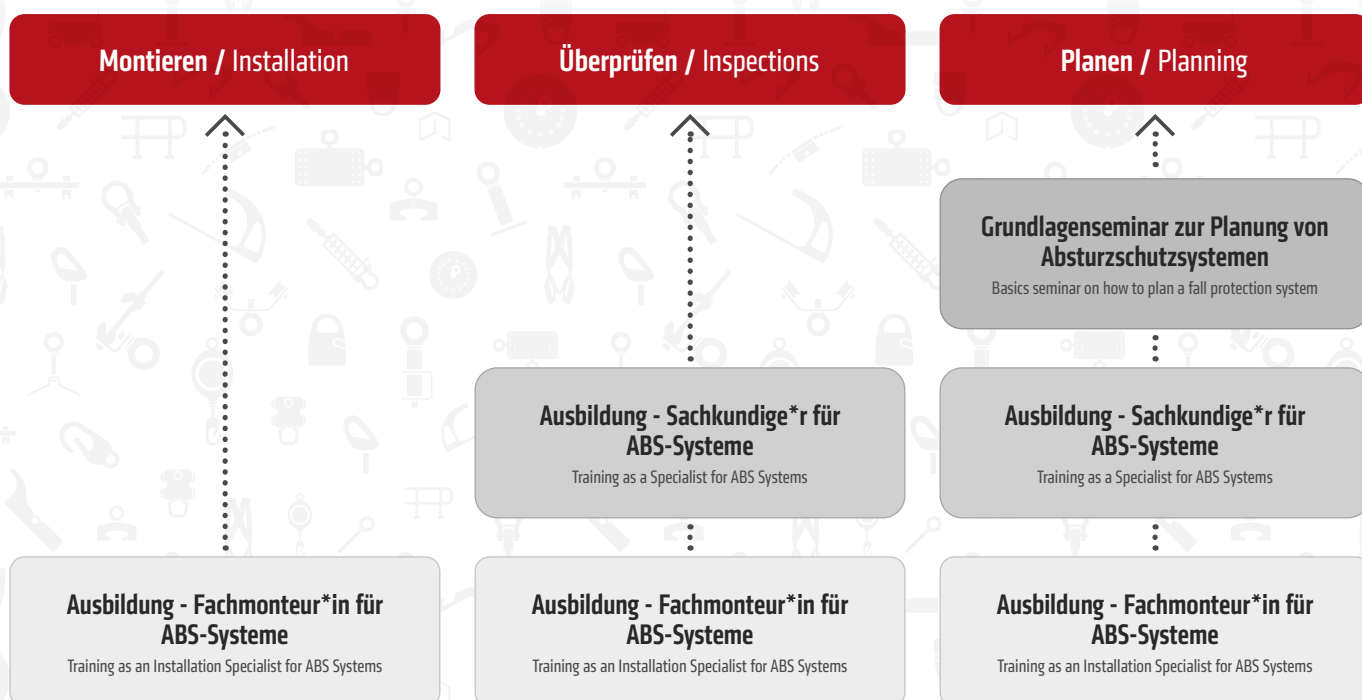 Montieren / Installation
Überprüfen / Inspections
Planen / Planning
Grundlagenseminar zur Planung von
Absturzschutzsystemen
Basics seminar on how to plan a fall protection system
Ausbildung - Sachkundige*r für
ABS-Systeme
Training as a Specialist for ABS Systems
Ausbildung - Sachkundige*r für
ABS-Systeme
Training as a Specialist for ABS Systems
Ausbildung - Fachmonteur*in für
ABS-Systeme
Training as an Installation Specialist for ABS Systems
Ausbildung - Fachmonteur*in für
ABS-Systeme
Training as an Installation Specialist for ABS Systems
Ausbildung - Fachmonteur*in für
ABS-Systeme
Training as an Installation Specialist for ABS Systems